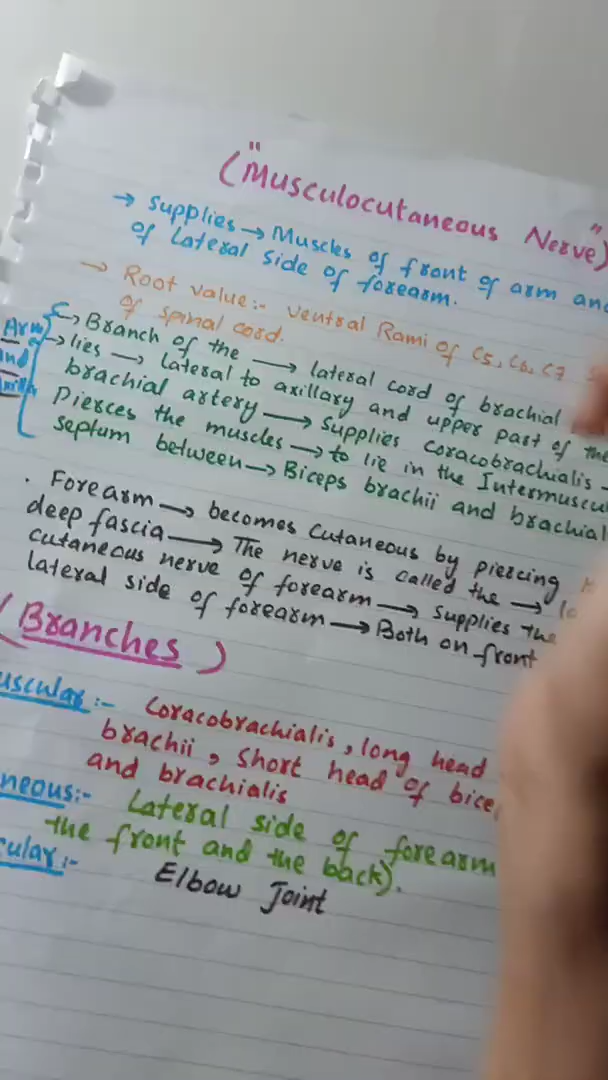 ("Musculocutaneous Nerve")
→ Supplies → Muscles of front of arm and
of Lateral side of forearm.
→ Root value:- ventral Rami of C5, C6, C7
of spinal cord.
Arm
and
↳ Branch of the → lateral cord of brachial
→ lies → lateral to axillary and upper part of the
brachial artery → Supplies coracobrachialis →
Pierces the muscles → to lie in the Intermuscul
septum between → Biceps brachii and brachial
. Forearm → becomes cutaneous by piercing
deep fascia → The nerve is called the →
cutaneous nerve of forearm → supplies the
lateral side of forearm → Both on front
(Branches)
uscular:- Coracobrachialis, long head
brachii, short head of bice
and brachialis
neous:- Lateral side of forearm
the front and the back).
cular:- Elbow Joint